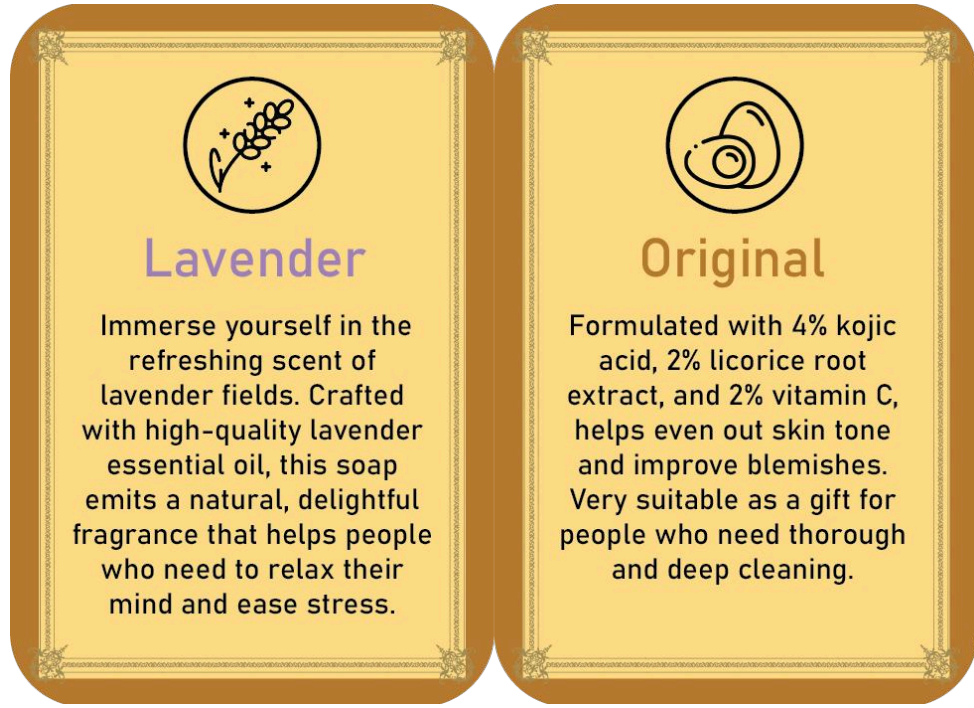 Lavender
Immerse yourself in the
refreshing scent of
lavender fields. Crafted
with high-quality lavender
essential oil, this soap
emits a natural, delightful
fragrance that helps people
who need to relax their
mind and ease stress.
Original
Formulated with 4% kojic
acid, 2% licorice root
extract, and 2% vitamin C,
helps even out skin tone
and improve blemishes.
Very suitable as a gift for
people who need thorough
and deep cleaning.